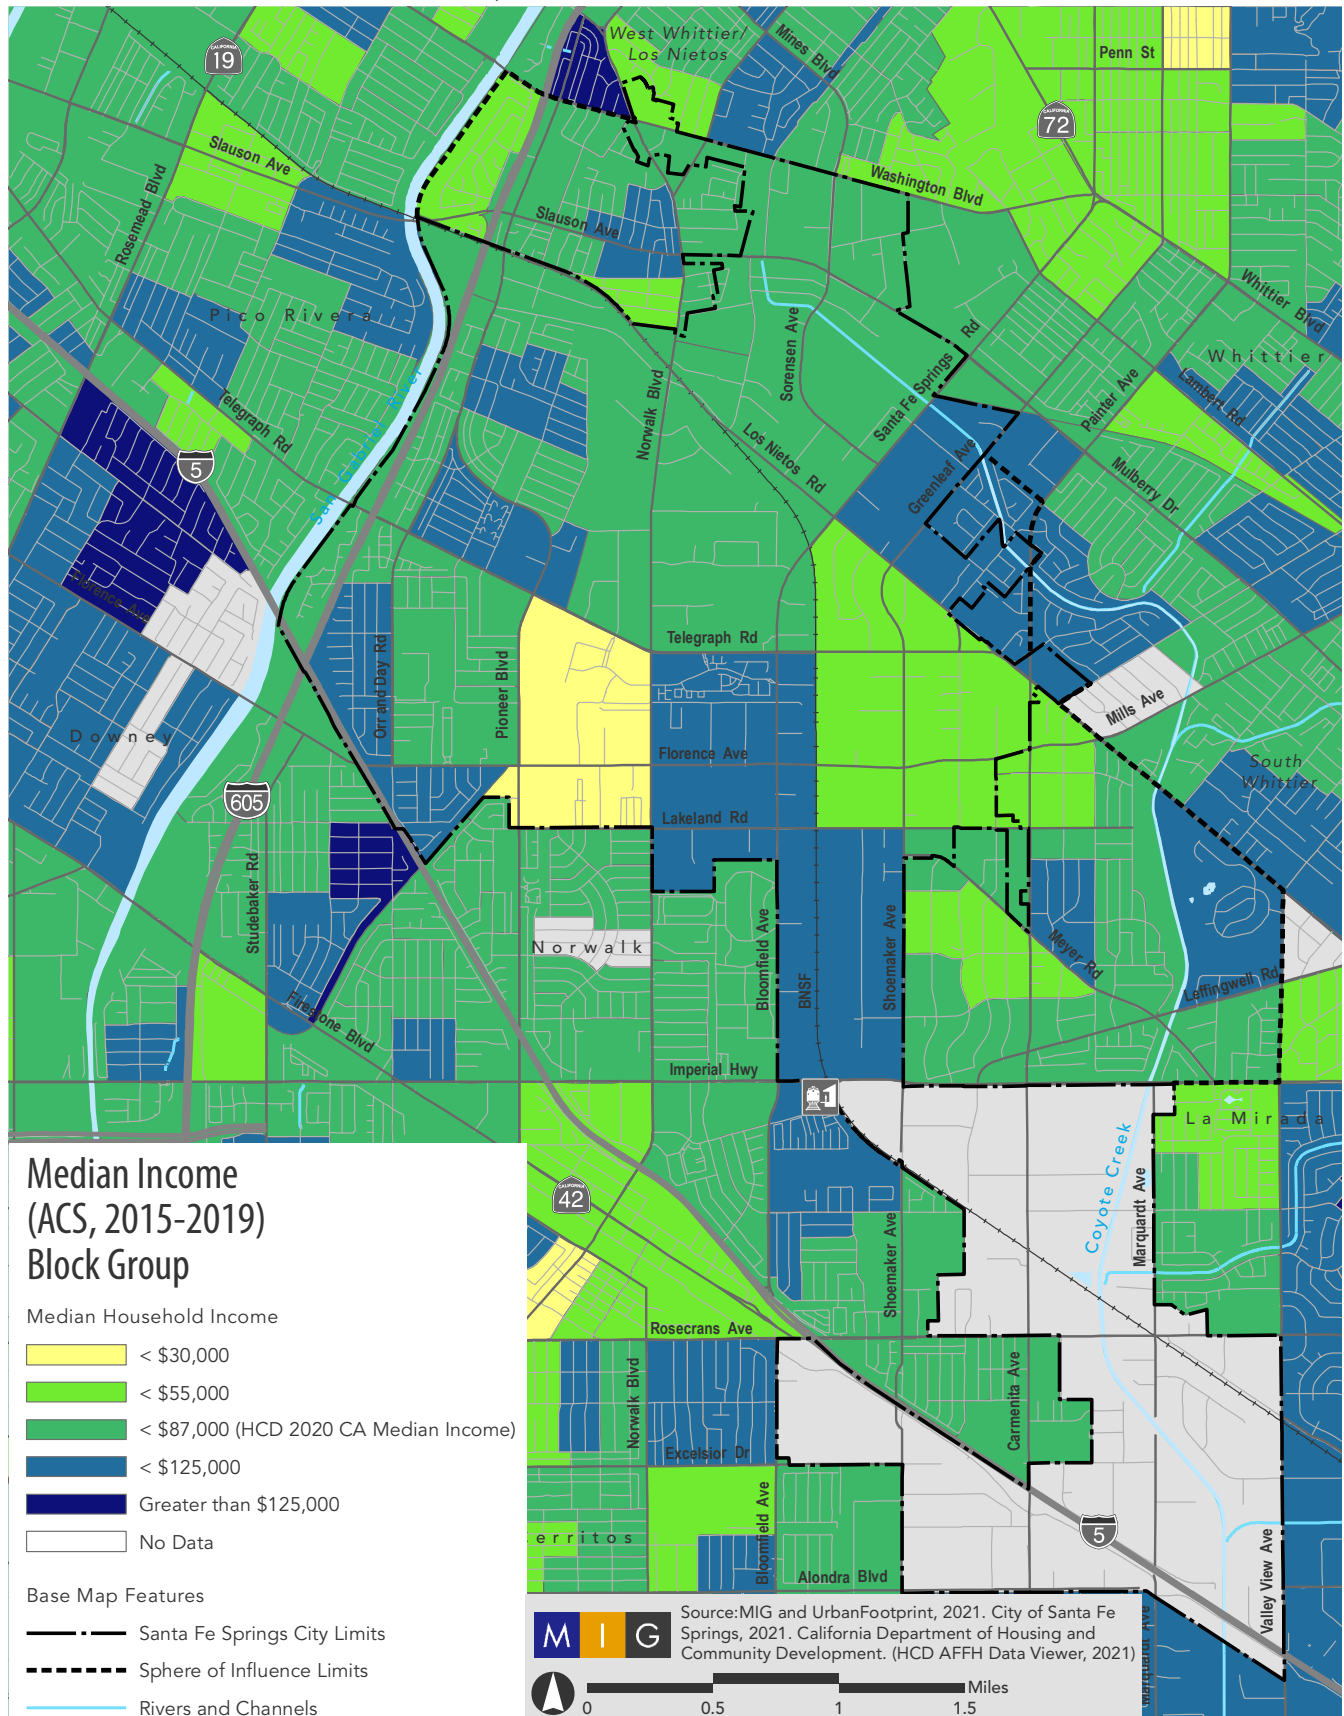 West Whittier/
Los Nietos
Mines Blvd
Penn St
CALIFORNIA
19
CALIFORNIA
72
Slauson Ave
Rosemead Blvd
Washington Blvd
Slauson Ave
Whittier Blvd
Pico Rivera
Sorensen Ave
Santa Fe Springs Rd
Whittier
Lambert Rd
Painter Ave
Telegraph Rd
San Gabriel River
Norwalk Blvd
Los Nietos Rd
5
Greenleaf Ave
Mulberry Dr
Florence Ave
Telegraph Rd
Orr and Day Rd
Pioneer Blvd
Mills Ave
Downey
Florence Ave
South
Whittier
605
Lakeland Rd
Studebaker Rd
Norwalk
Bloomfield Ave
BNSF
Shoemaker Ave
Meyer Rd
Leffingwell Rd
Firestone Blvd
Imperial Hwy
La Mirada
Coyote Creek
Marquardt Ave
CALIFORNIA
42
Shoemaker Ave
Rosecrans Ave
Norwalk Blvd
Carmenita Ave
Excelsior Dr
Bloomfield Ave
erritos
5
Valley View Ave
Alondra Blvd
Marquardt Ave
Median Income
(ACS, 2015-2019)
Block Group
Median Household Income
< $30,000
< $55,000
< $87,000 (HCD 2020 CA Median Income)
< $125,000
Greater than $125,000
No Data
Base Map Features
Santa Fe Springs City Limits
Sphere of Influence Limits
Rivers and Channels
M I G
Source:MIG and UrbanFootprint, 2021. City of Santa Fe
Springs, 2021. California Department of Housing and
Community Development. (HCD AFFH Data Viewer, 2021)
Miles
0 0.5 1 1.5